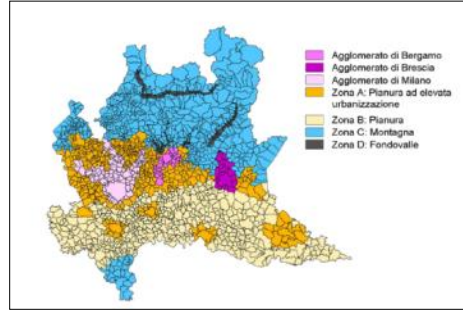 Agglomerato di Bergamo
Agglomerato di Brescia
Agglomerato di Milano
Zona A: Pianura ad elevata
urbanizzazione
Zona B: Pianura
Zona C: Montagna
Zona D: Fondovalle